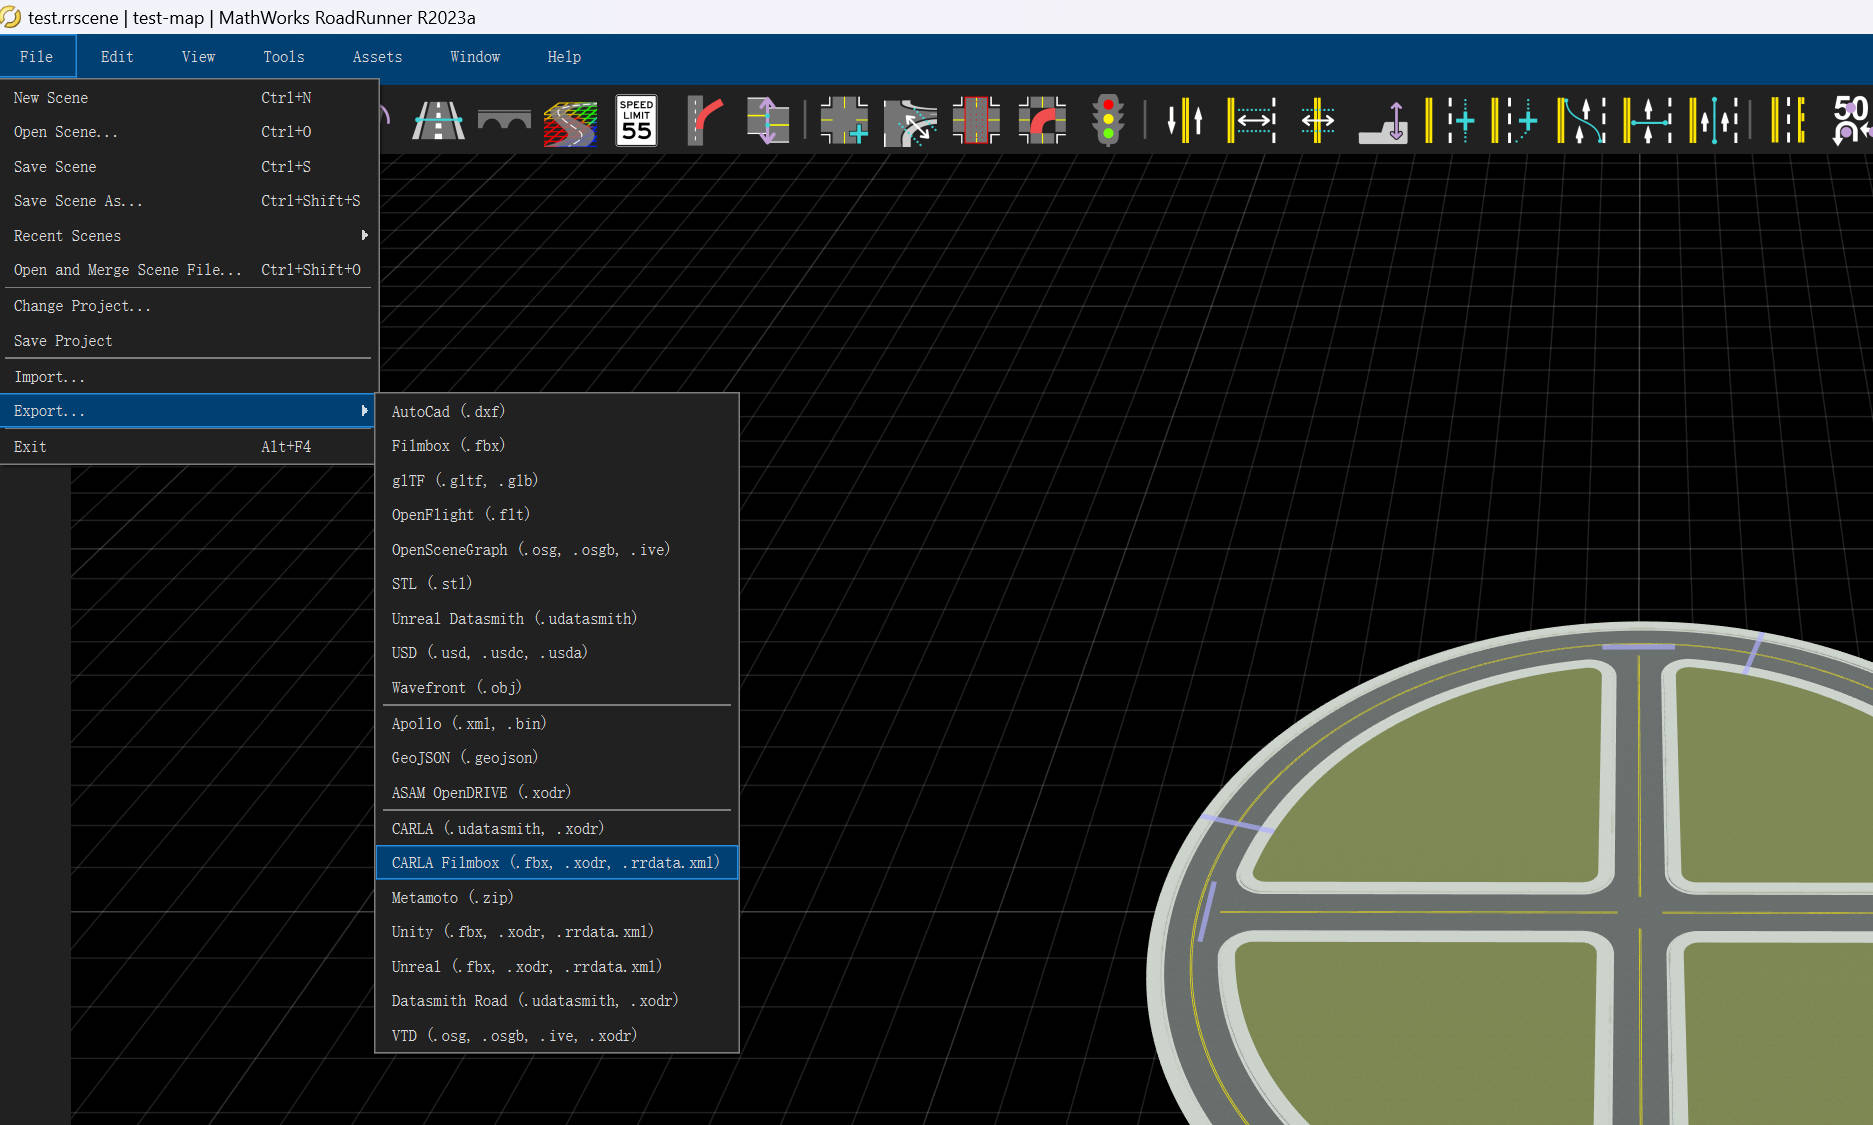 test.rrscene | test-map | MathWorks RoadRunner R2023a
File Edit View Tools Assets Window Help
New Scene Ctrl+N
Open Scene... Ctrl+O
Save Scene Ctrl+S
Save Scene As... Ctrl+Shift+S
Recent Scenes
Open and Merge Scene File... Ctrl+Shift+O
Change Project...
Save Project
Import...
Export...
Exit Alt+F4
SPEED
LIMIT
55
50
AutoCad (.dxf)
Filmbox (.fbx)
glTF (.gltf, .glb)
OpenFlight (.flt)
OpenSceneGraph (.osg, .osgb, .ive)
STL (.stl)
Unreal Datasmith (.udatasmith)
USD (.usd, .usdc, .usda)
Wavefront (.obj)
Apollo (.xml, .bin)
GeoJSON (.geojson)
ASAM OpenDRIVE (.xodr)
CARLA (.udatasmith, .xodr)
CARLA Filmbox (.fbx, .xodr, .rrdata.xml)
Metamoto (.zip)
Unity (.fbx, .xodr, .rrdata.xml)
Unreal (.fbx, .xodr, .rrdata.xml)
Datasmith Road (.udatasmith, .xodr)
VTD (.osg, .osgb, .ive, .xodr)